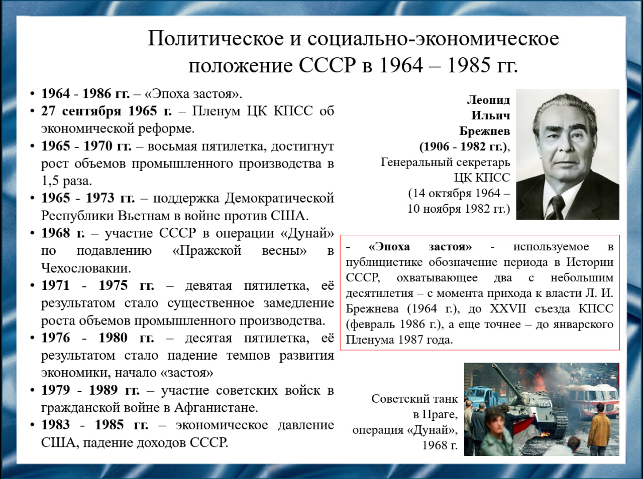 Политическое и социально-экономическое
положение СССР в 1964 – 1985 гг.
• 1964 - 1986 гг. – «Эпоха застоя».
• 27 сентября 1965 г. – Пленум ЦК КПСС об
экономической реформе.
• 1965 - 1970 гг. – восьмая пятилетка, достигнут
рост объемов промышленного производства в
1,5 раза.
• 1965 - 1973 гг. – поддержка Демократической
Республики Вьетнам в войне против США.
• 1968 г. – участие СССР в операции «Дунай»
по подавлению «Пражской весны» в
Чехословакии.
• 1971 - 1975 гг. – девятая пятилетка, её
результатом стало существенное замедление
роста объемов промышленного производства.
• 1976 - 1980 гг. – десятая пятилетка, её
результатом стало падение темпов развития
экономики, начало «застоя»
• 1979 - 1989 гг. – участие советских войск в
гражданской войне в Афганистане.
• 1983 - 1985 гг. – экономическое давление
США, падение доходов СССР.
Леонид
Ильич
Брежнев
(1906 - 1982 гг.).
Генеральный секретарь
ЦК КПСС
(14 октября 1964 –
10 ноября 1982 гг.)
- «Эпоха застоя» - используемое в
публицистике обозначение периода в Истории
СССР, охватывающее два с небольшим
десятилетия – с момента прихода к власти Л. И.
Брежнева (1964 г.), до XXVII съезда КПСС
(февраль 1986 г.), а еще точнее – до январского
Пленума 1987 года.
Советский танк
в Праге,
операция «Дунай»,
1968 г.